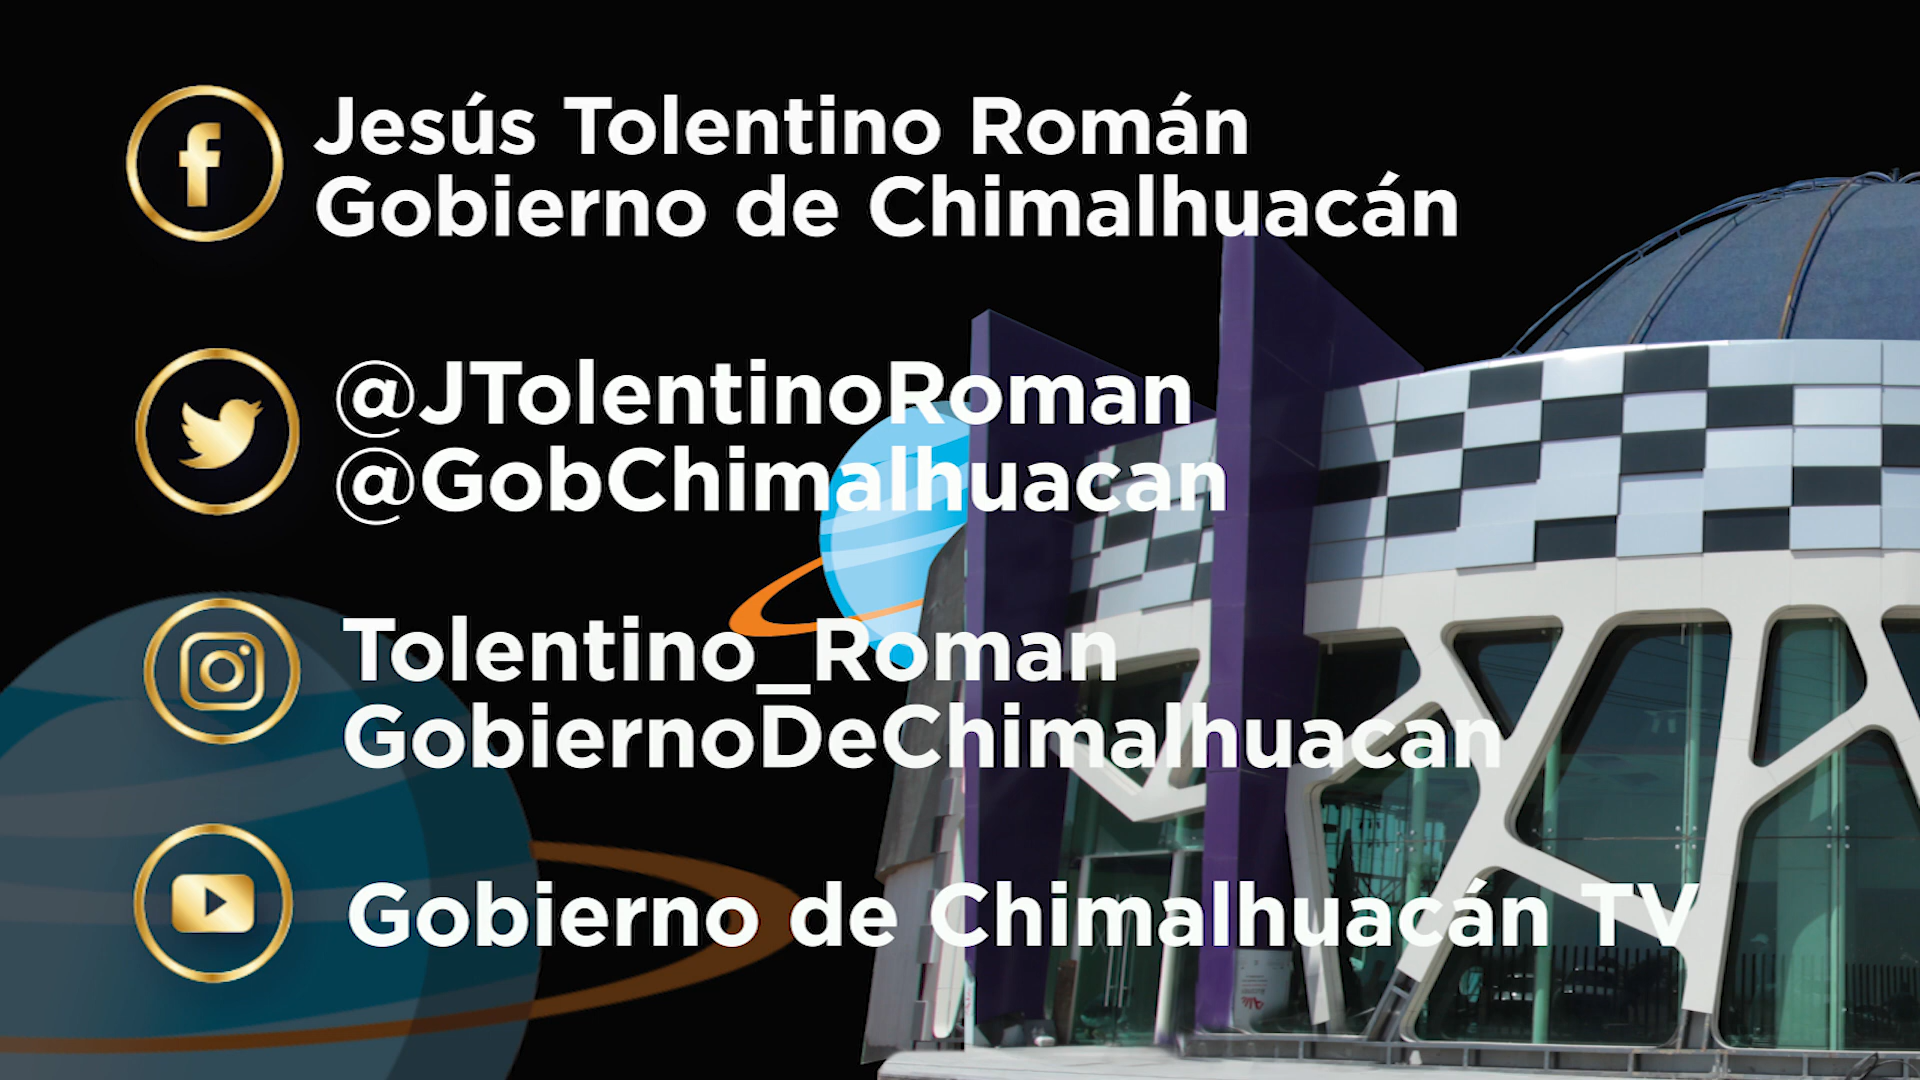 Jesús Tolentino Román
Gobierno de Chimalhuacán
@JTolentinoRoman
@GobChimalhuacan
Tolentino_Roman
GobiernoDeChimalhuacan
Gobierno de Chimalhuacán TV